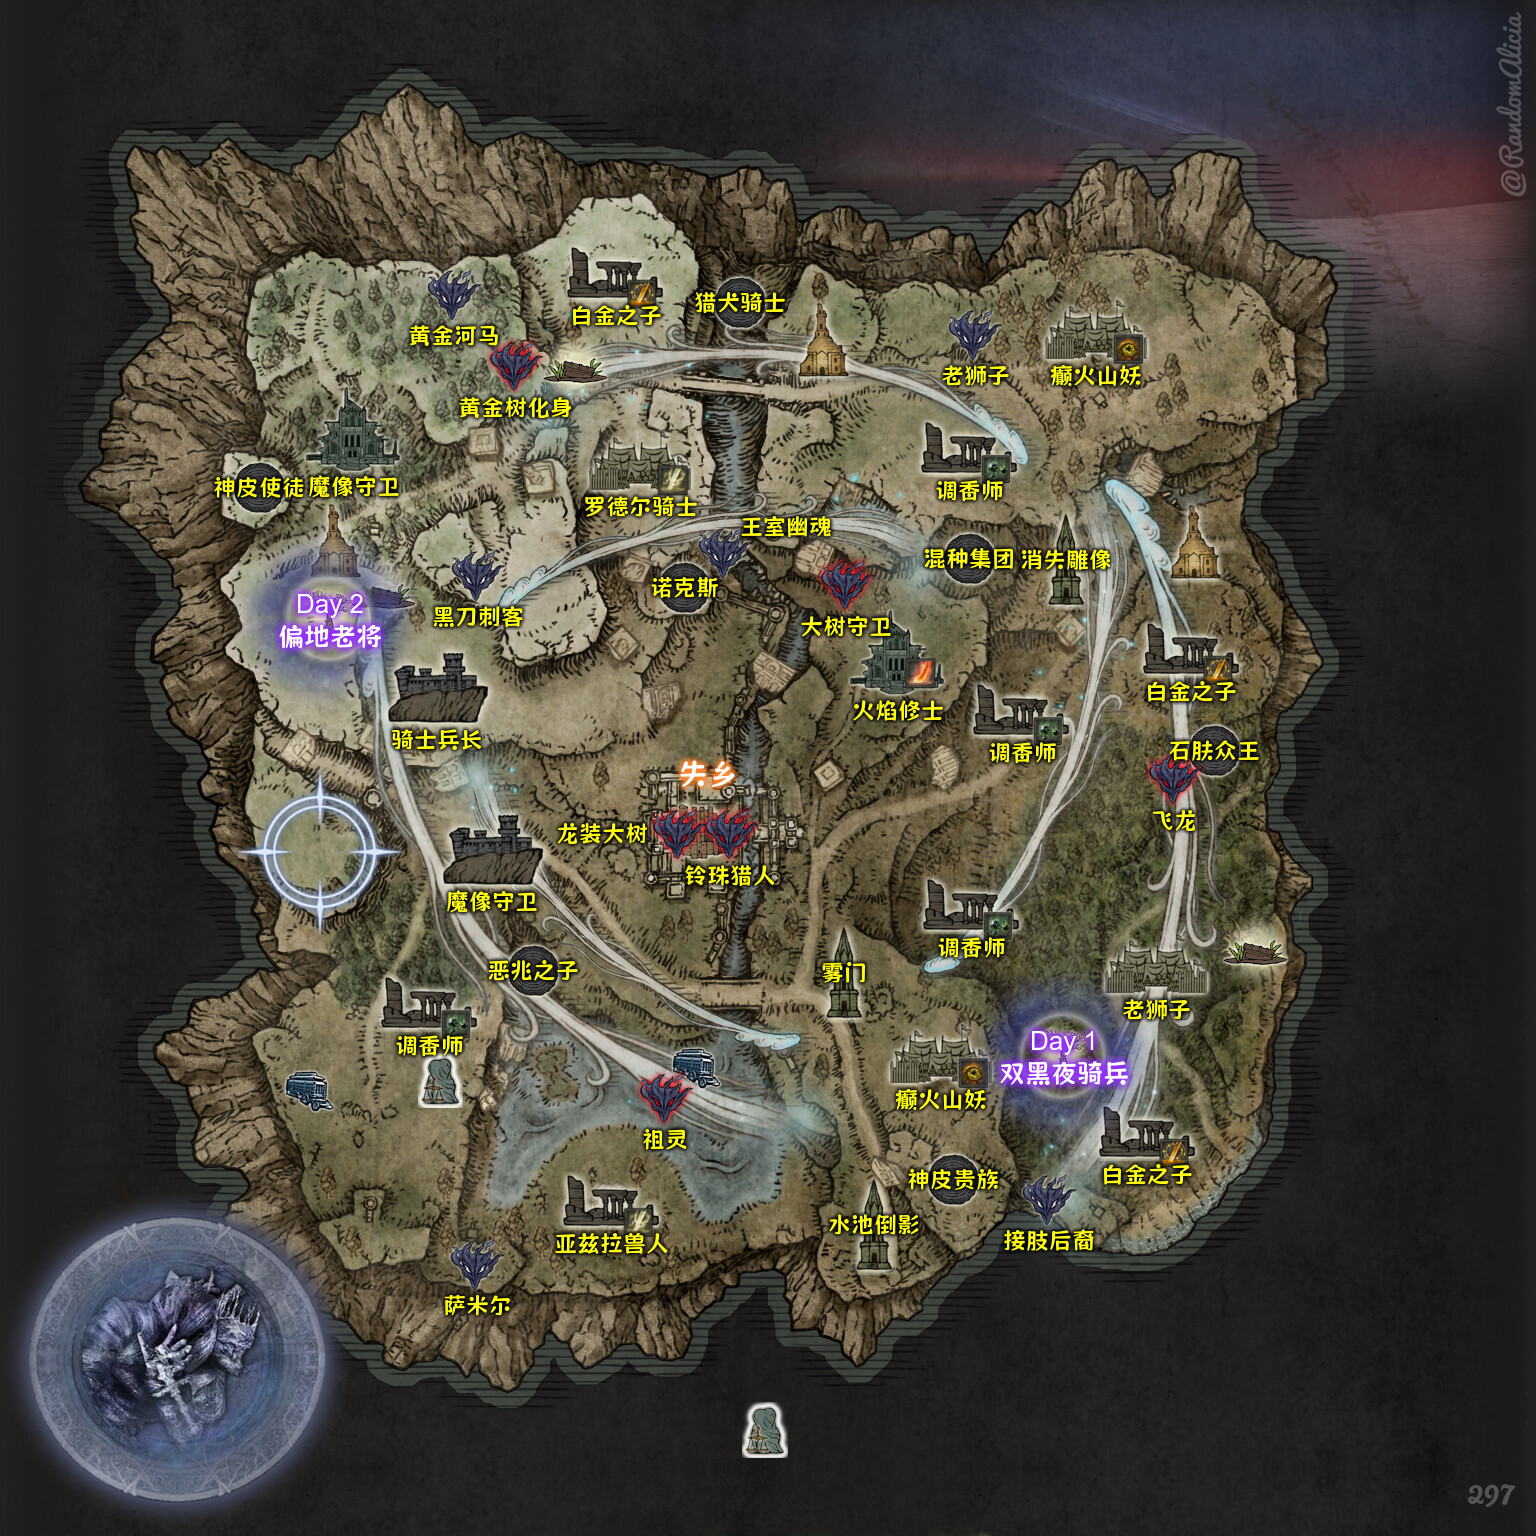 @RandomAlicia
白金之子
猎犬骑士
黄金河马
老狮子
癫火山妖
黄金树化身
神皮使徒
魔像守卫
罗德尔骑士
调香师
王室幽魂
混种集团
消失雕像
诺克斯
黑刀刺客
大树守卫
Day 2
偏地老将
白金之子
火焰修士
骑士兵长
调香师
石肤众王
失乡
飞龙
龙装大树
铃珠猎人
魔像守卫
调香师
恶兆之子
雾门
老狮子
调香师
Day 1
双黑夜骑兵
癫火山妖
祖灵
白金之子
神皮贵族
水池倒影
接肢后裔
亚兹拉兽人
萨米尔
297